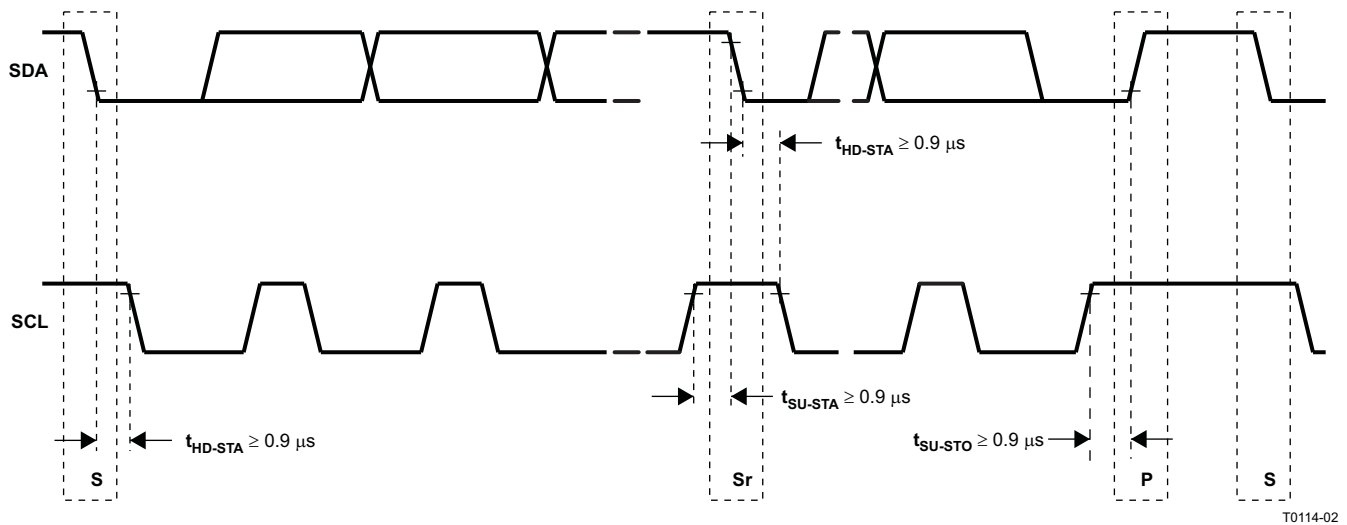 SDA
t_HD-STA ≥ 0.9 μs
SCL
t_SU-STA ≥ 0.9 μs
t_HD-STA ≥ 0.9 μs
t_SU-STO ≥ 0.9 μs
S
Sr
P
S
T0114-02